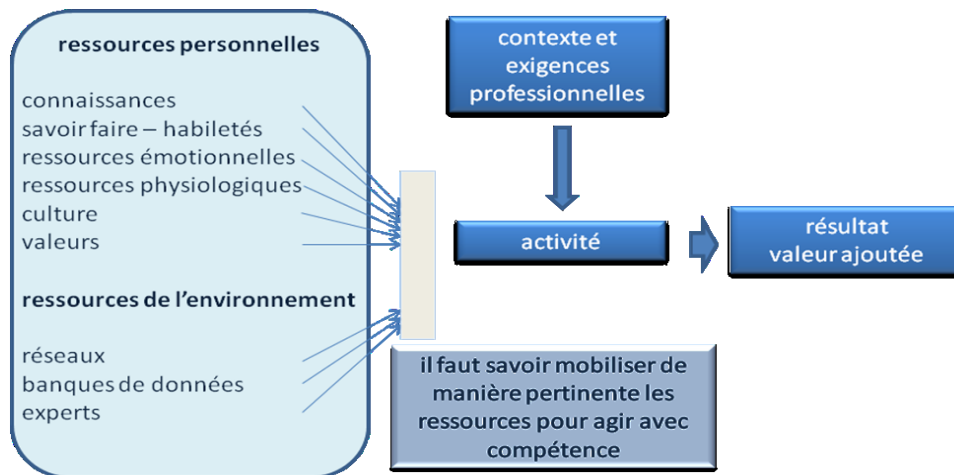 ressources personnelles
connaissances
savoir faire – habiletés
ressources émotionnelles
ressources physiologiques
culture
valeurs
ressources de l'environnement
réseaux
banques de données
experts
contexte et
exigences
professionnelles
activité
résultat
valeur ajoutée
il faut savoir mobiliser de
manière pertinente les
ressources pour agir avec
compétence